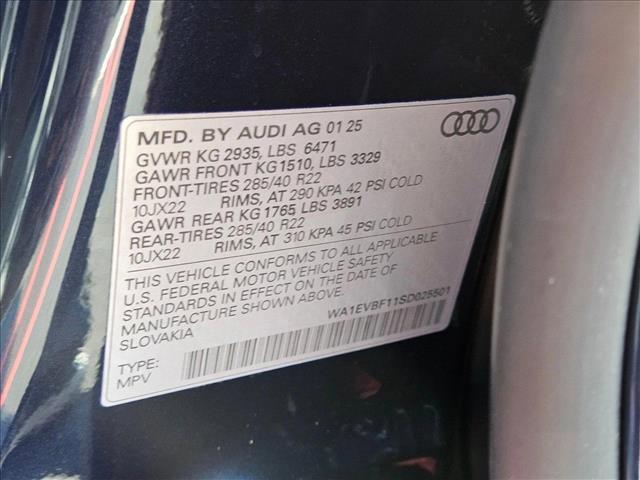 MFD. BY AUDI AG 01 25
GVWR KG 2935, LBS 6471
GAWR FRONT KG1510, LBS 3329
FRONT-TIRES 285/40 R22
10JX22 RIMS, AT 290 KPA 42 PSI COLD
GAWR REAR KG 1765, LBS 3891
REAR-TIRES 285/40 R22
10JX22 RIMS, AT 310 KPA 45 PSI COLD
THIS VEHICLE CONFORMS TO ALL APPLICABLE
U.S. FEDERAL MOTOR VEHICLE SAFETY
STANDARDS IN EFFECT ON THE DATE OF
MANUFACTURE SHOWN ABOVE.
SLOVAKIA
WA1EVBF11SD025501
TYPE:
MPV